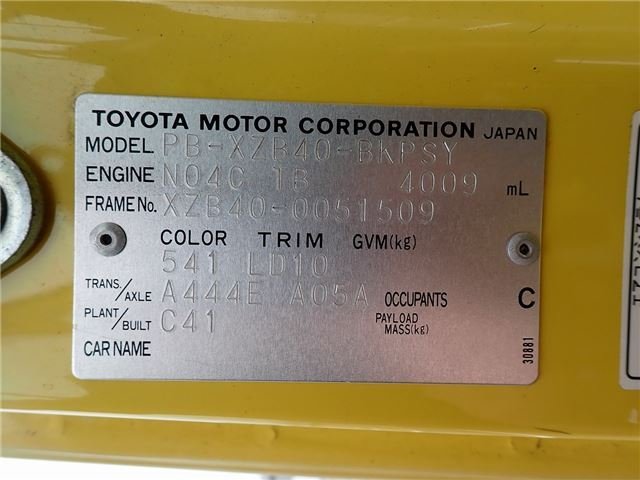 TOYOTA MOTOR CORPORATION JAPAN
MODEL PB-XZB40-BKPSY
ENGINE N04C 1B 4009 mL
FRAME No. XZB40-0051509
COLOR TRIM GVM(kg)
541 LD10
TRANS./AXLE A444E A05A OCCUPANTS C
PLANT/BUILT C41 PAYLOAD MASS(kg)
CAR NAME
30881